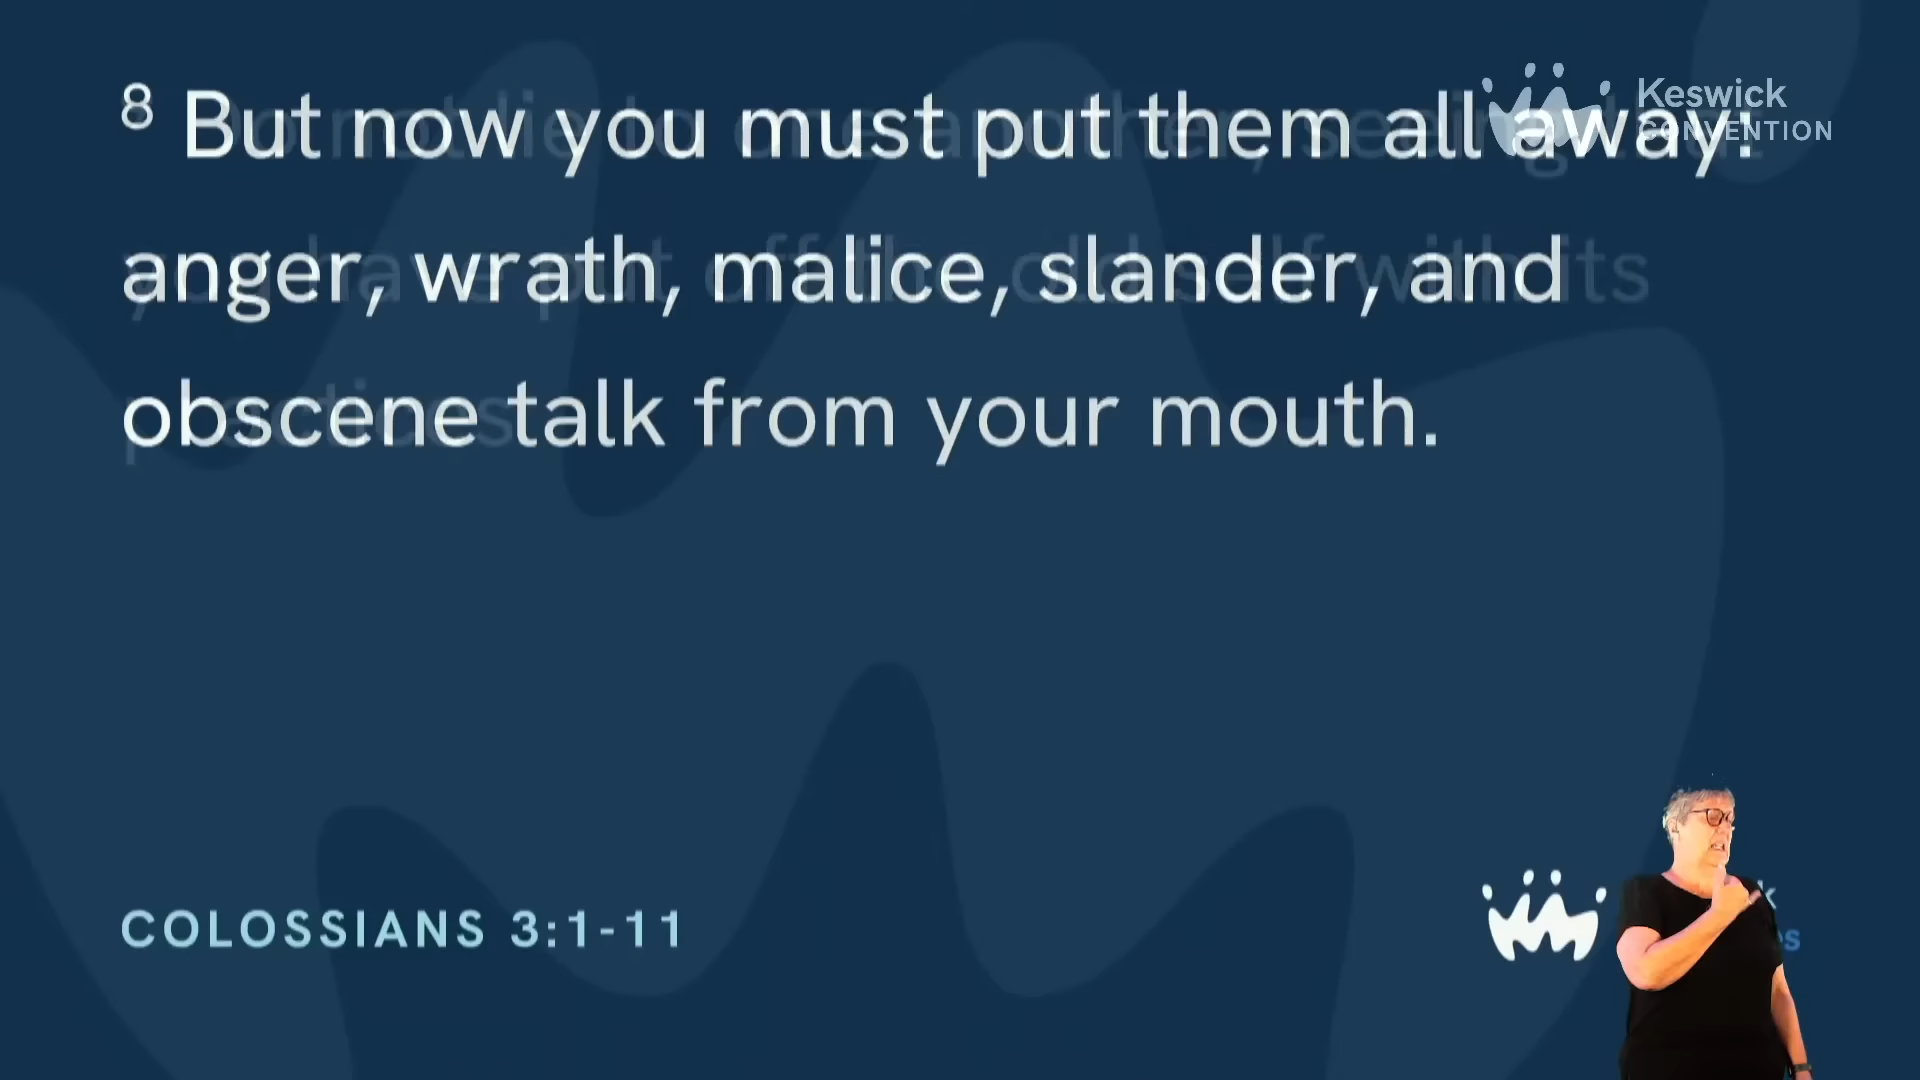 8 But now you must put them all away:
anger, wrath, malice, slander, and
obscene talk from your mouth.
Keswick
CONVENTION
COLOSSIANS 3:1-11